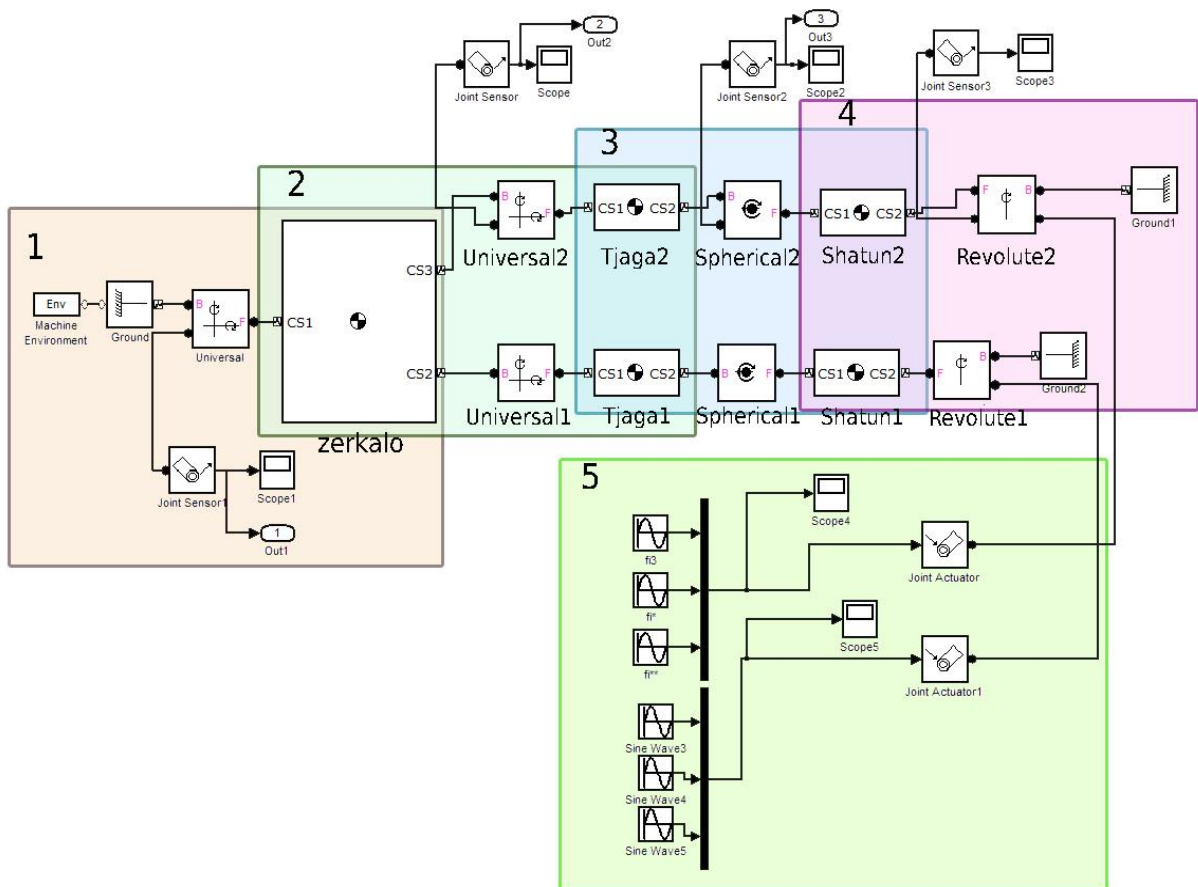 2
Out2
Joint Sensor
Scope
3
Out3
Joint Sensor2
Scope2
Joint Sensor3
Scope3
1
Env
Machine
Environment
Ground
B
F
Universal
Joint Sensor1
Scope1
1
Out1
2
CS1
CS3
CS2
zerkalo
B
F
Universal2
B
F
Universal1
3
CS1
CS2
Tjaga2
CS1
CS2
Tjaga1
B
F
Spherical2
B
F
Spherical1
4
CS1
CS2
Shatun2
CS1
CS2
Shatun1
F
B
Revolute2
Ground1
F
B
Revolute1
Ground2
5
fi3
fi*
fi**
Scope4
Joint Actuator
Scope5
Joint Actuator1
Sine Wave3
Sine Wave4
Sine Wave5